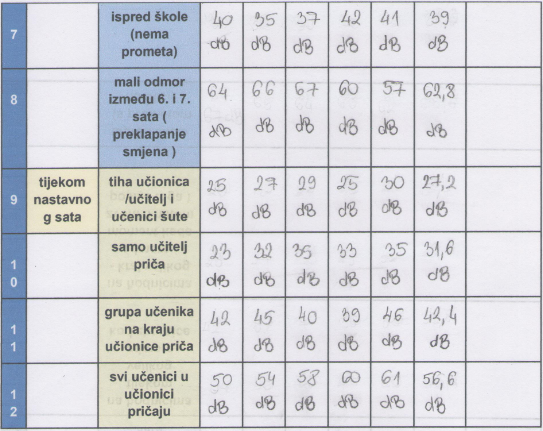 7
ispred škole
(nema
prometa)
40 35 37 42 41 39
dB dB dB dB dB dB
8
mali odmor
između 6. i 7.
sata (
preklapanje
smjena )
64 66 67 60 57 62,8
dB dB dB dB dB dB
9
tijekom
nastavno
g sata
tiha učionica
/učitelj i
učenici šute
25 27 29 25 30 27,2
dB dB dB dB dB dB
1
0
samo učitelj
priča
23 32 35 33 35 31,6
dB dB dB dB dB dB
1
1
grupa učenika
na kraju
učionice priča
42 45 40 39 46 42,4
dB dB dB dB dB dB
1
2
svi učenici u
učionici
pričaju
50 54 58 60 61 56,6
dB dB dB dB dB dB